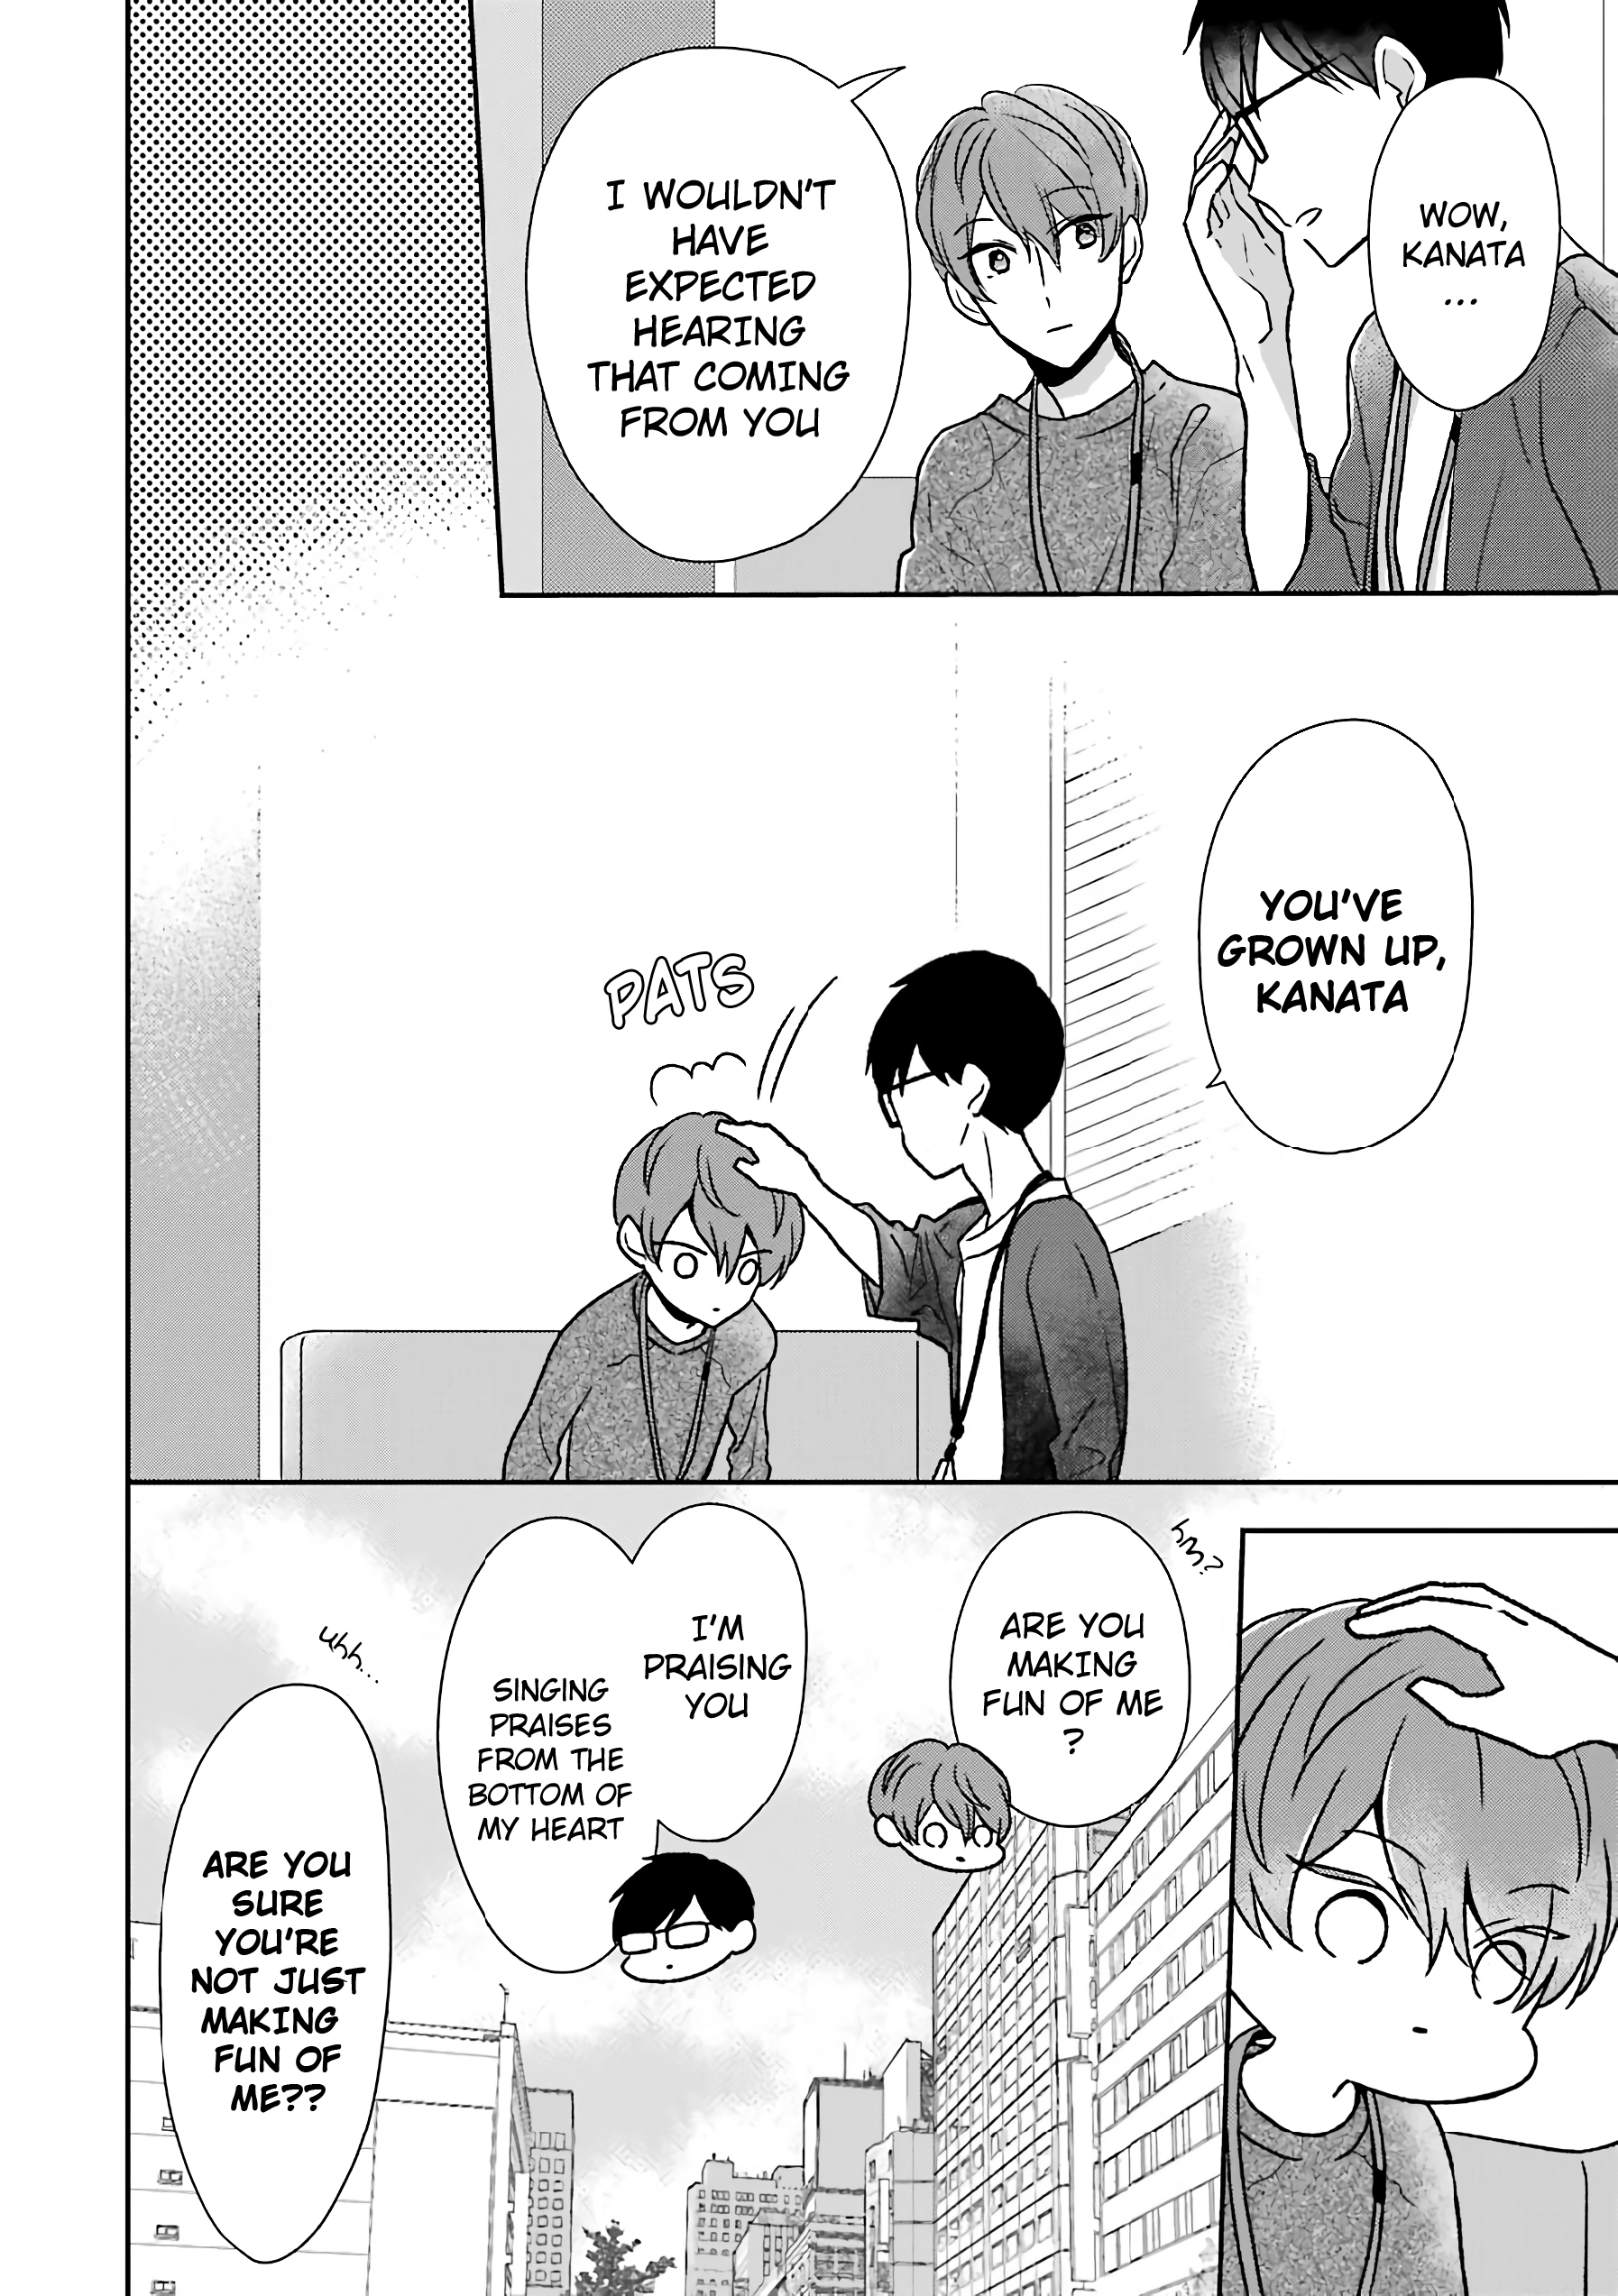 WOW,
KANATA
...
I WOULDN'T
HAVE
EXPECTED
HEARING
THAT COMING
FROM YOU
YOU'VE
GROWN UP,
KANATA
PATS
hm?
ARE YOU
MAKING
FUN OF ME
?
I'M
PRAISING
YOU
SINGING
PRAISES
FROM THE
BOTTOM OF
MY HEART
uhh...
ARE YOU
SURE
YOU'RE
NOT JUST
MAKING
FUN OF
ME??